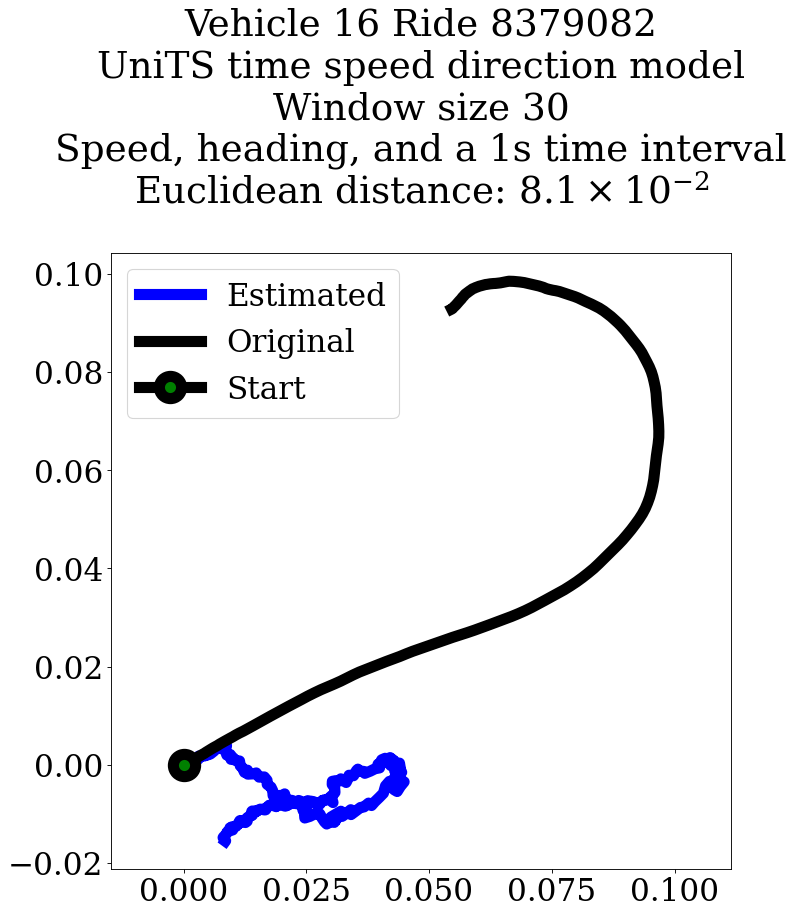 Vehicle 16 Ride 8379082
UniTS time speed direction model
Window size 30
Speed, heading, and a 1s time interval
Euclidean distance: 8.1 × 10⁻²
Estimated
Original
Start
0.10
0.08
0.06
0.04
0.02
0.00
−0.02
0.000 0.025 0.050 0.075 0.100